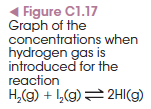 ◄ Figure C1.17
Graph of the
concentrations when
hydrogen gas is
introduced for the
reaction
H₂(g) + I₂(g) ⇌ 2HI(g)